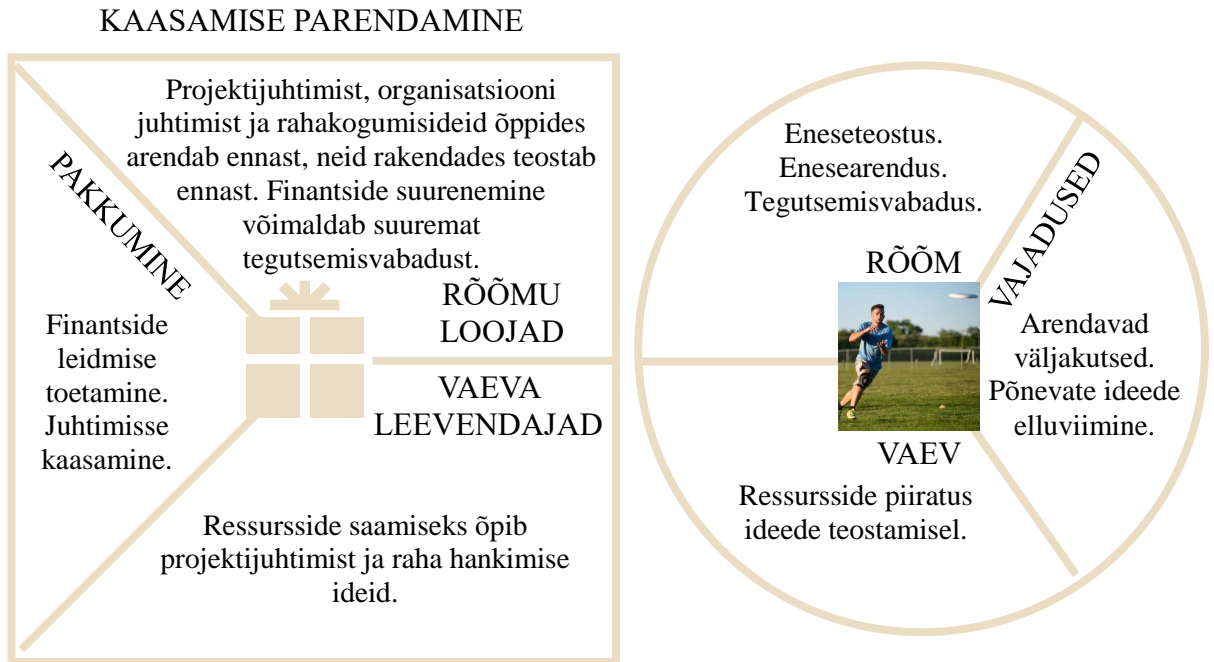 KAASAMISE PARENDAMINE
Projektijuhtimist, organisatsiooni
juhtimist ja rahakogumisideid õppides
arendab ennast, neid rakendades teostab
ennast. Finantside suurenemine
võimaldab suuremat
tegutsemisvabadust.
PAKKUMINE
RÕÕMU
LOOJAD
Finantside
leidmise
toetamine.
Juhtimisse
kaasamine.
VAEVA
LEEVENDAJAD
Ressursside saamiseks õpib
projektijuhtimist ja raha hankimise
ideid.
Eneseteostus.
Enesearendus.
Tegutsemisvabadus.
RÕÕM
VAJADUSED
Arendavad
väljakutsed.
Põnevate ideede
elluviimine.
VAEV
Ressursside piiratus
ideede teostamisel.